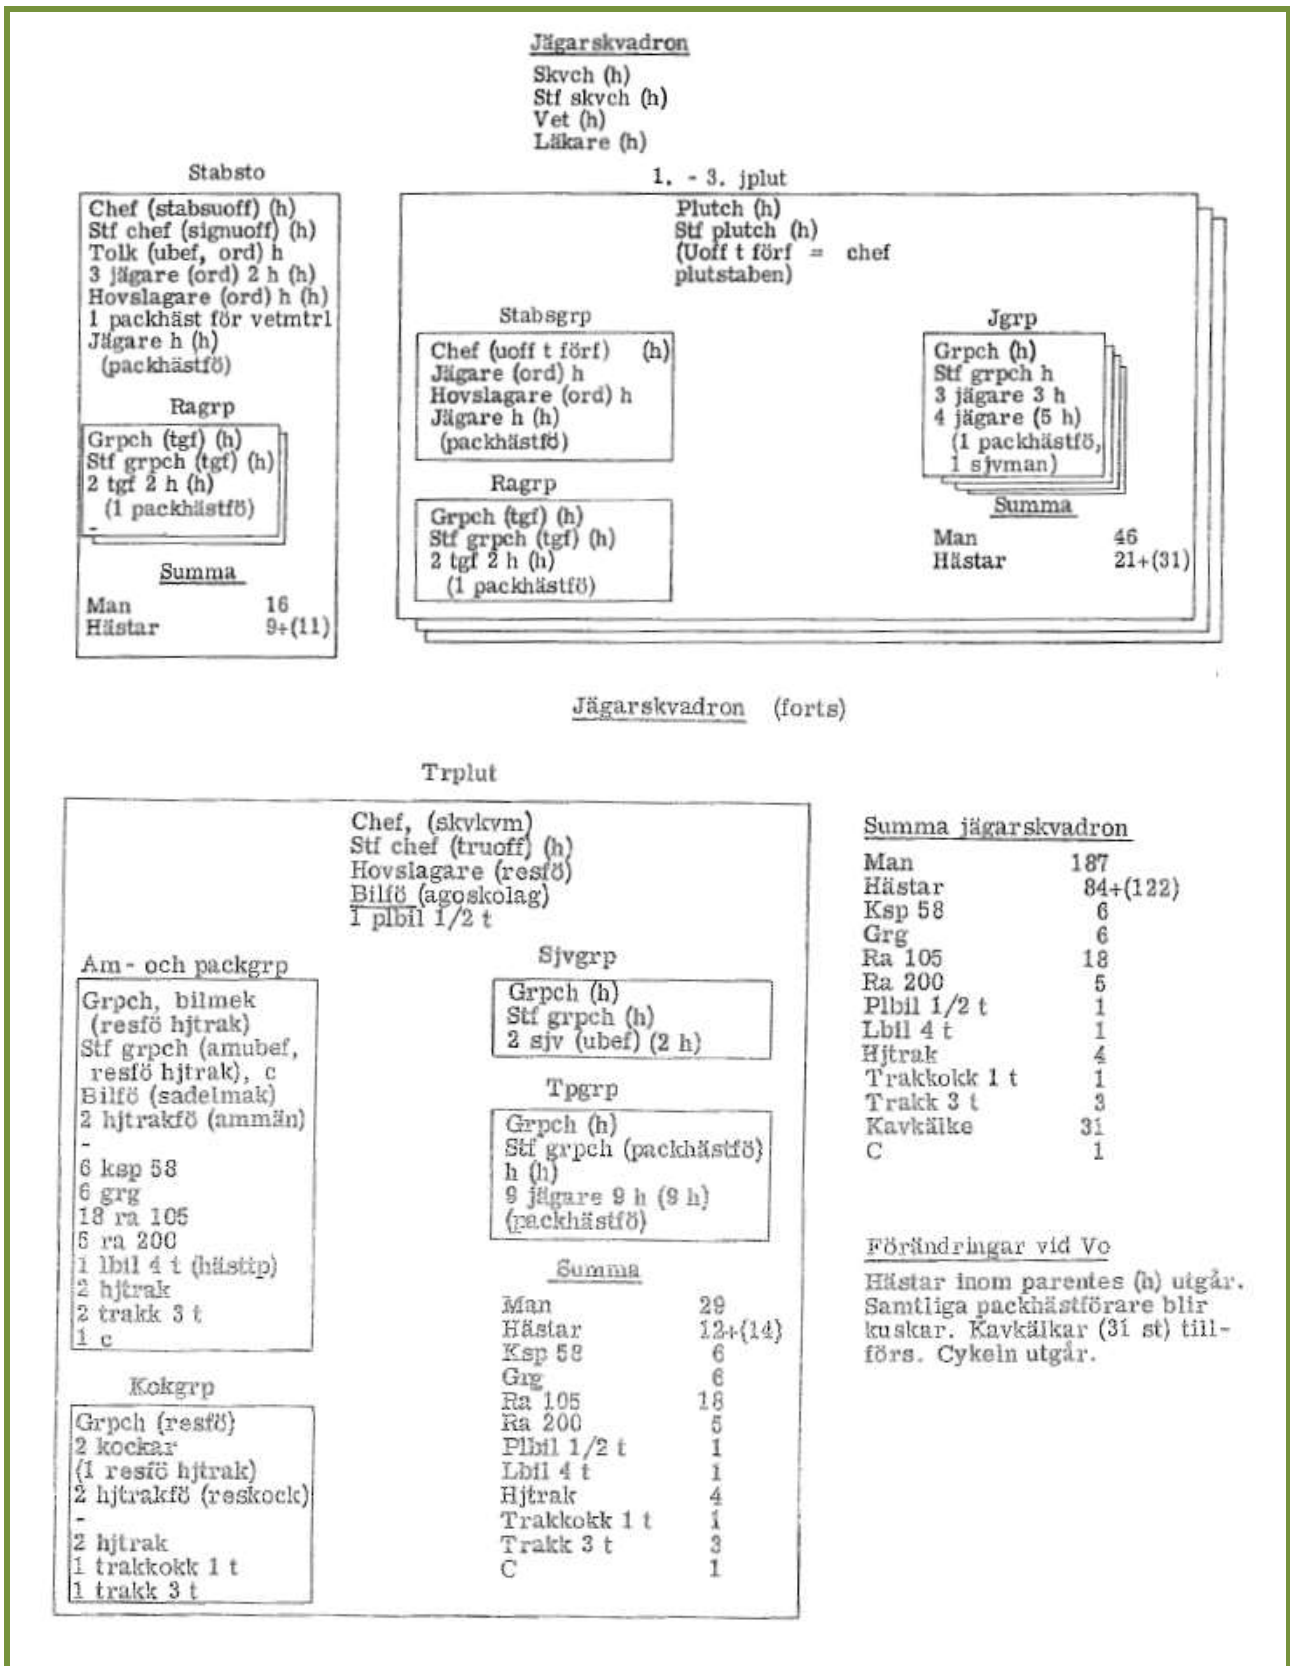 Jägarskvadron
Skvch (h)
Stf skvch (h)
Vet (h)
Läkare (h)
Stabsto
Chef (stabsuoff) (h)
Stf chef (signuoff) (h)
Tolk (ubef, ord) h
3 jägare (ord) 2 h (h)
Hovslagare (ord) h (h)
1 packhäst för vetmtrl
Jägare h (h)
(packhästfö)
Ragrp
Grpch (tgf) (h)
Stf grpch (tgf) (h)
2 tgf 2 h (h)
(1 packhästfö)
-
Summa
Man 16
Hästar 9+(11)
1. - 3. jplut
Plutch (h)
Stf plutch (h)
(Uoff t förf = chef
plutstaben)
Stabsgrp
Chef (uoff t förf) (h)
Jägare (ord) h
Hovslagare (ord) h
Jägare h (h)
(packhästfö)
Ragrp
Grpch (tgf) (h)
Stf grpch (tgf) (h)
2 tgf 2 h (h)
(1 packhästfö)
Jgrp
Grpch (h)
Stf grpch h
3 jägare 3 h
4 jägare (5 h)
(1 packhästfö,
1 sjvman)
Summa
Man 46
Hästar 21+(31)
Jägarskvadron (forts)
Trplut
Chef, (skvkvm)
Stf chef (truoff) (h)
Hovslagare (resfö)
Bilfö (agoskolag)
1 plbil 1/2 t
Am- och packgrp
Grpch, bilmek
(resfö hjtrak)
Stf grpch (amubef,
resfö hjtrak), c
Bilfö (sadelmak)
2 hjtrakfö (ammän)
-
6 ksp 58
6 grg
18 ra 105
5 ra 200
1 lbil 4 t (hästtp)
2 hjtrak
2 trakk 3 t
1 c
Kokgrp
Grpch (resfö)
2 kockar
(1 resfö hjtrak)
2 hjtrakfö (reskock)
-
2 hjtrak
1 trakkokk 1 t
1 trakk 3 t
Sjvgrp
Grpch (h)
Stf grpch (h)
2 sjv (ubef) (2 h)
Tpgrp
Grpch (h)
Stf grpch (packhästfö)
h (h)
9 jägare 9 h (9 h)
(packhästfö)
Summa
Man 29
Hästar 12+(14)
Ksp 58 6
Grg 6
Ra 105 18
Ra 200 5
Plbil 1/2 t 1
Lbil 4 t 1
Hjtrak 4
Trakkokk 1 t 1
Trakk 3 t 3
C 1
Summa jägarskvadron
Man 187
Hästar 84+(122)
Ksp 58 6
Grg 6
Ra 105 18
Ra 200 5
Plbil 1/2 t 1
Lbil 4 t 1
Hjtrak 4
Trakkokk 1 t 1
Trakk 3 t 3
Kavkälke 31
C 1
Förändringar vid Vo
Hästar inom parentes (h) utgår.
Samtliga packhästförare blir
kuskar. Kavkälkar (31 st) till-
förs. Cykeln utgår.